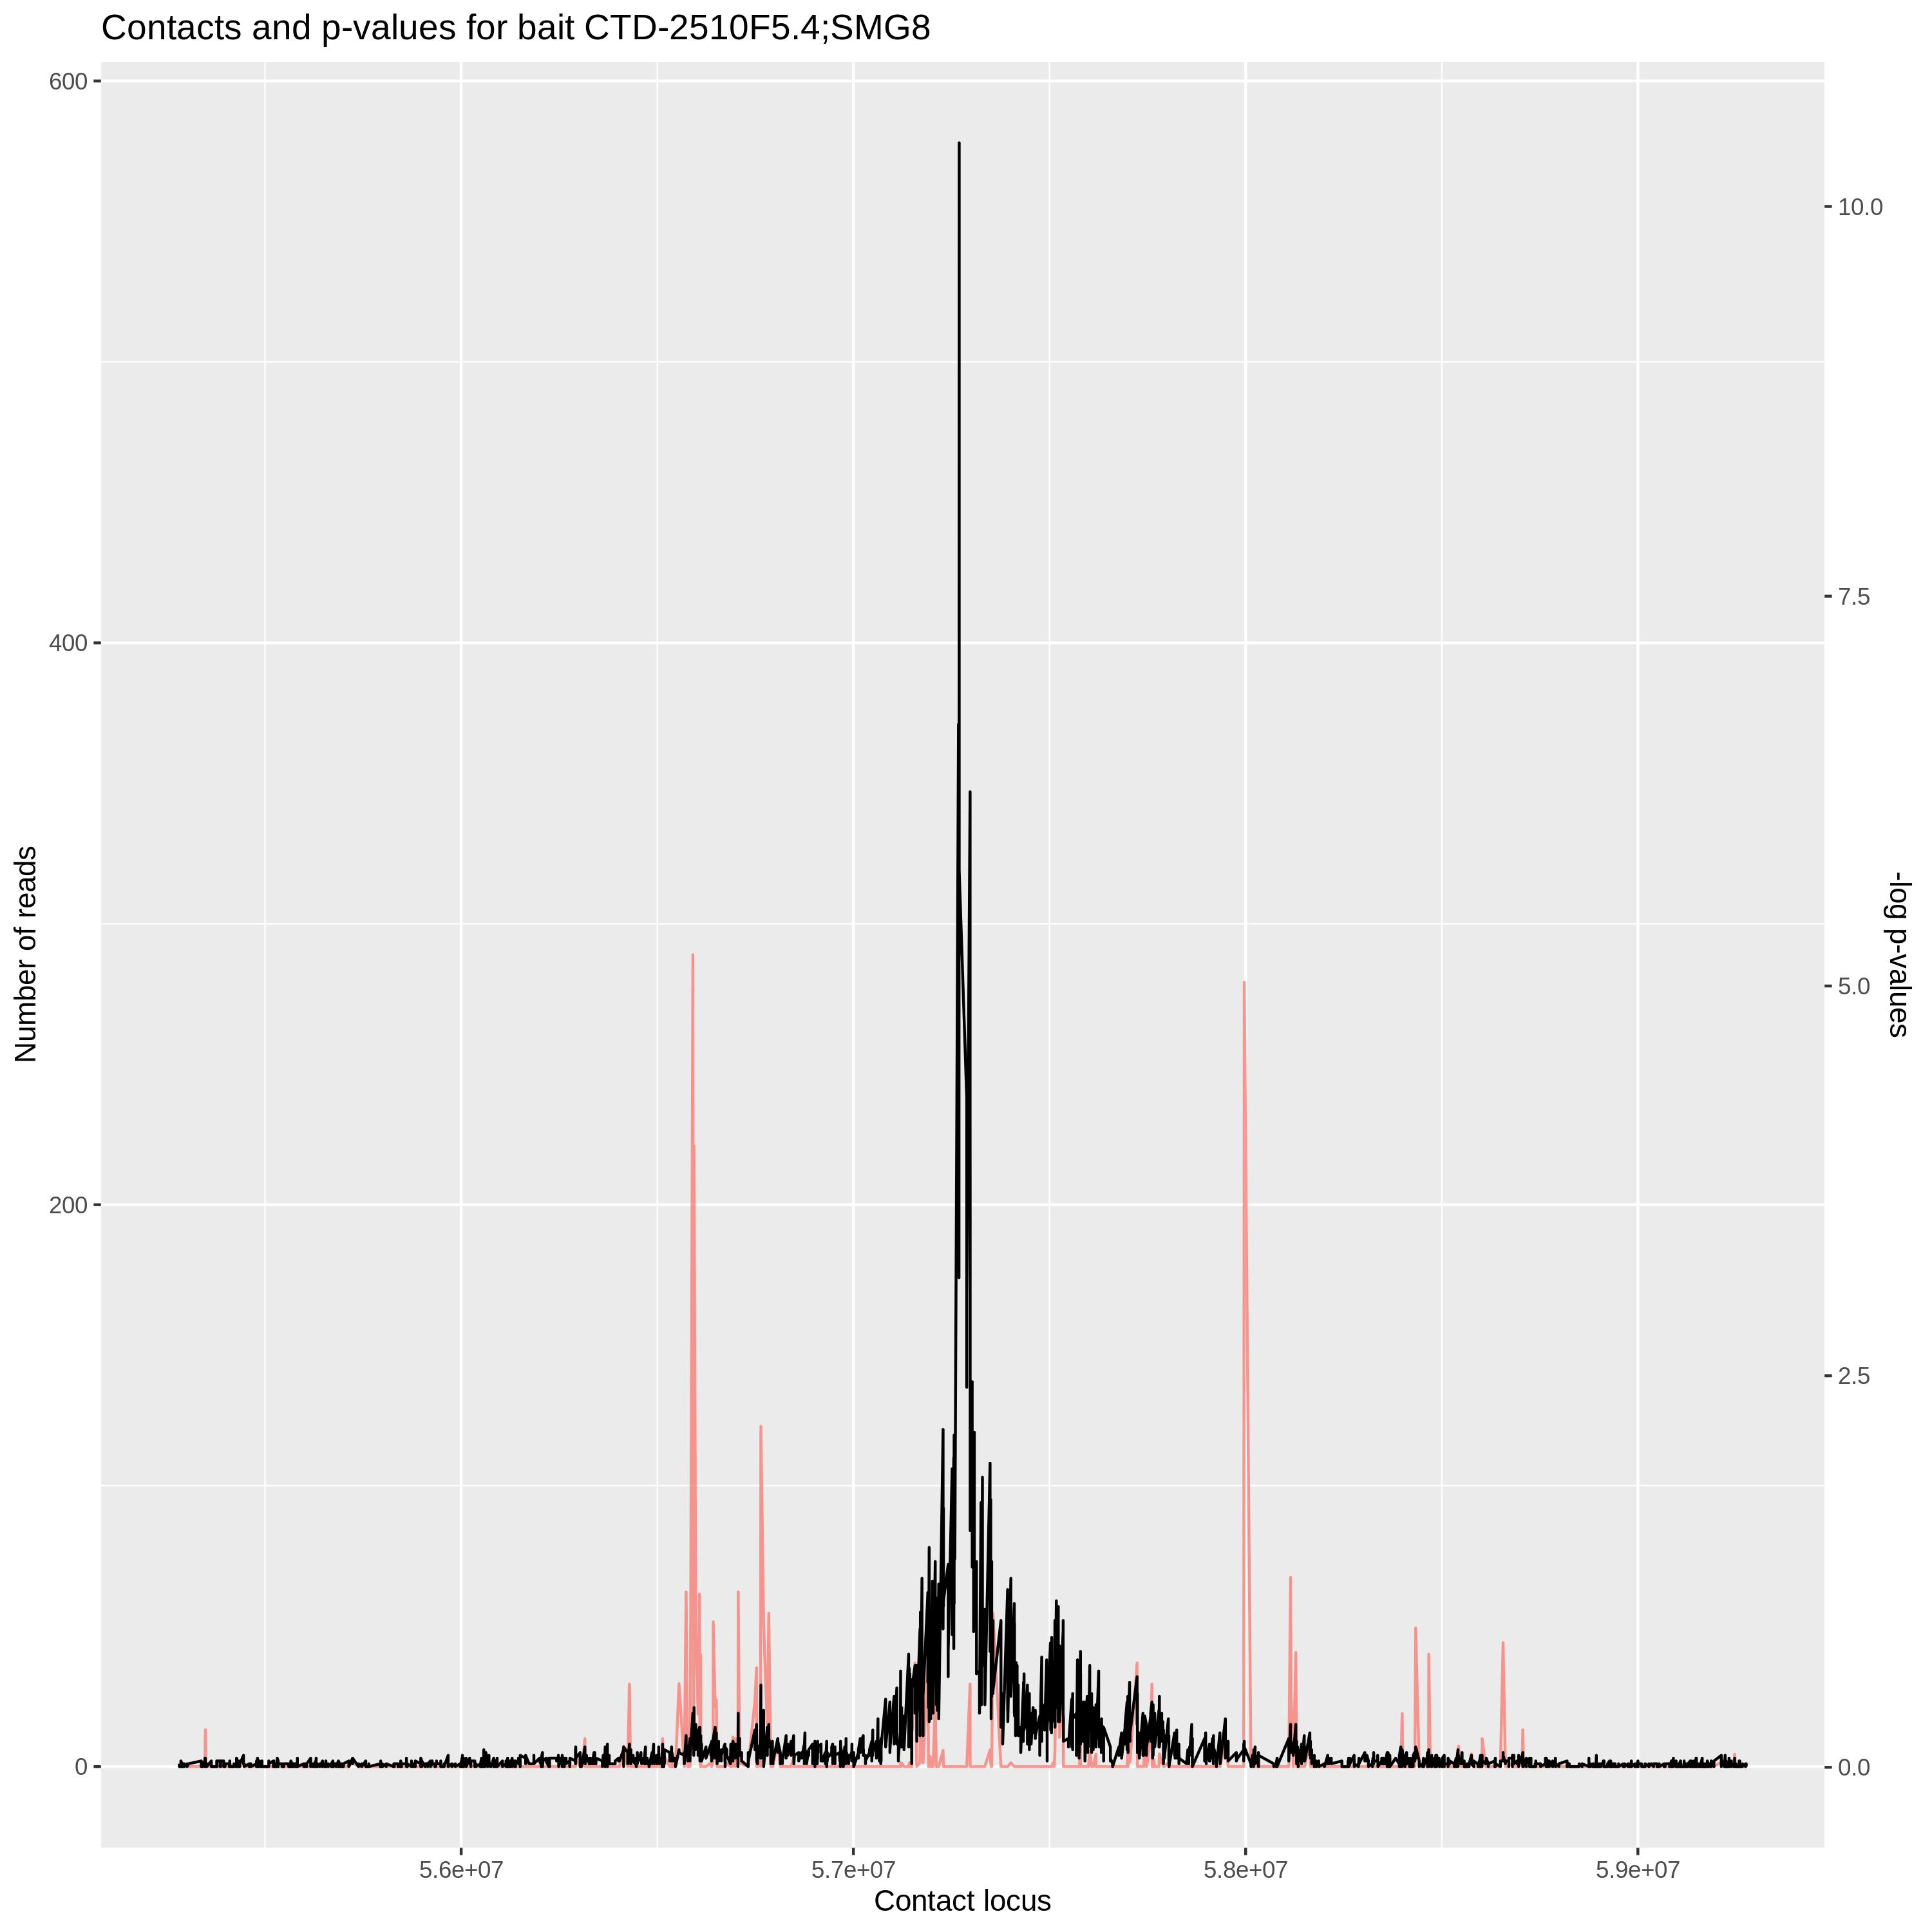 Contacts and p-values for bait CTD-2510F5.4;SMG8
600
400
200
0
Number of reads
10.0
7.5
5.0
2.5
0.0
-log p-values
5.6e+07
5.7e+07
5.8e+07
5.9e+07
Contact locus